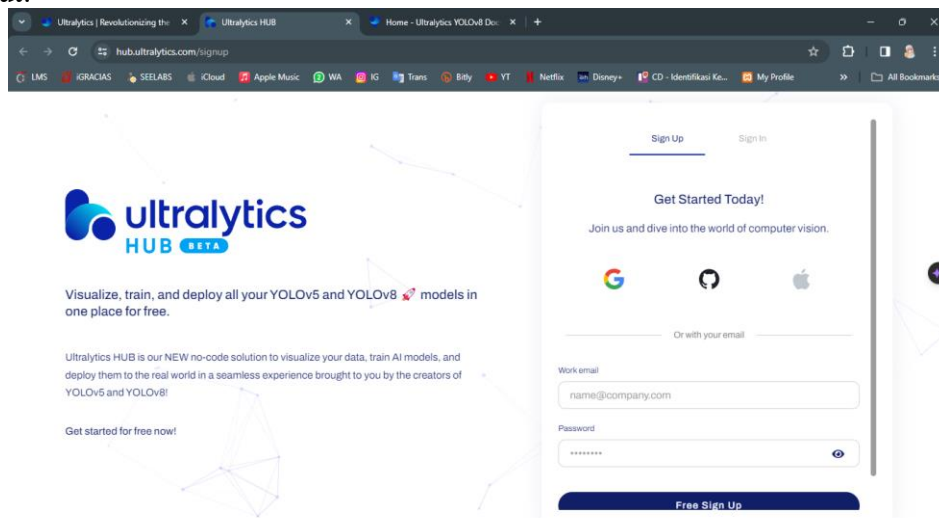 Ultralytics | Revolutionizing the
Ultralytics HUB
Home - Ultralytics YOLOv8 Doc
hub.ultralytics.com/signup
LMS
iGRACIAS
SEELABS
iCloud
Apple Music
WA
IG
Trans
Bitly
YT
Netflix
Disney+
CD - Identifikasi Ke...
My Profile
All Bookmarks
Sign Up
Sign In
ultralytics
HUB BETA
Get Started Today!
Join us and dive into the world of computer vision.
Visualize, train, and deploy all your YOLOv5 and YOLOv8 🚀 models in
one place for free.
Or with your email
Ultralytics HUB is our NEW no-code solution to visualize your data, train AI models, and
deploy them to the real world in a seamless experience brought to you by the creators of
YOLOv5 and YOLOv8!
Get started for free now!
Work email
name@company.com
Password
Free Sign Up